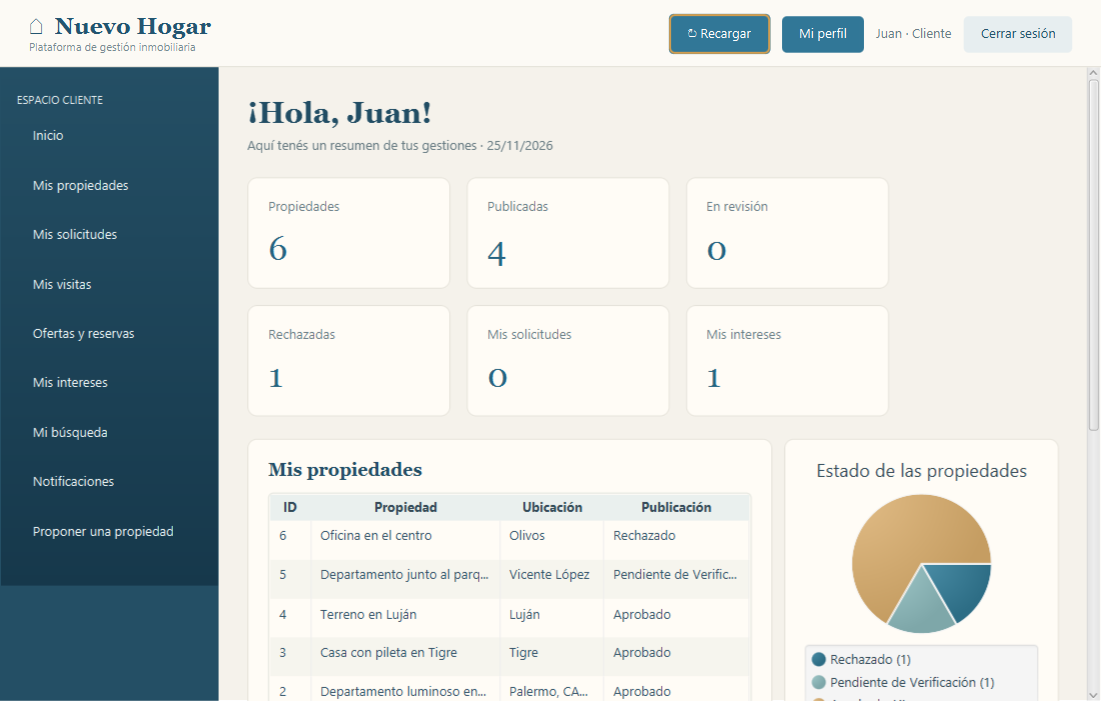 Nuevo Hogar
Plataforma de gestión inmobiliaria
Recargar
Mi perfil
Juan · Cliente
Cerrar sesión
ESPACIO CLIENTE
Inicio
Mis propiedades
Mis solicitudes
Mis visitas
Ofertas y reservas
Mis intereses
Mi búsqueda
Notificaciones
Proponer una propiedad
¡Hola, Juan!
Aquí tenés un resumen de tus gestiones · 25/11/2026
Propiedades
6
Publicadas
4
En revisión
0
Rechazadas
1
Mis solicitudes
0
Mis intereses
1
Mis propiedades
ID Propiedad Ubicación Publicación
6 Oficina en el centro Olivos Rechazado
5 Departamento junto al parq... Vicente López Pendiente de Verific...
4 Terreno en Luján Luján Aprobado
3 Casa con pileta en Tigre Tigre Aprobado
2 Departamento luminoso en... Palermo, CA... Aprobado
Estado de las propiedades
Rechazado (1)
Pendiente de Verificación (1)